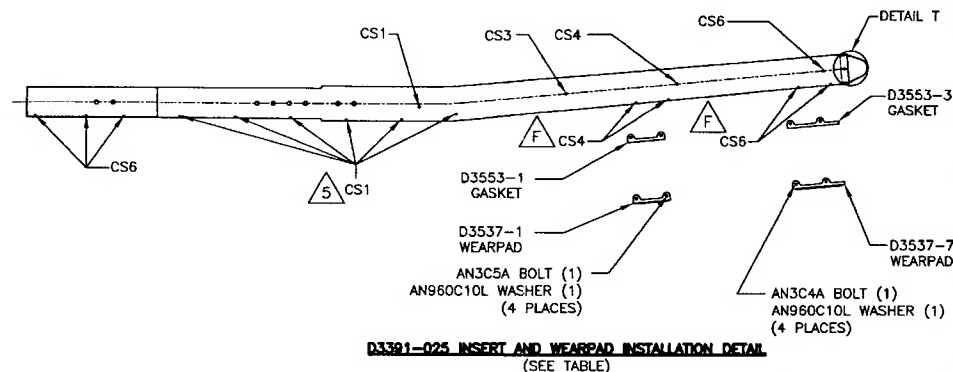 DETAIL T
CS6
CS4
CS3
CS1
D3553-3
GASKET
F
F
CS4
CS6
CS6
5
CS1
D3553-1
GASKET
D3537-1
WEARPAD
D3537-7
WEARPAD
AN3C5A BOLT (1)
AN960C10L WASHER (1)
(4 PLACES)
AN3C4A BOLT (1)
AN960C10L WASHER (1)
(4 PLACES)
D3391-025 INSERT AND WEARPAD INSTALLATION DETAIL
(SEE TABLE)